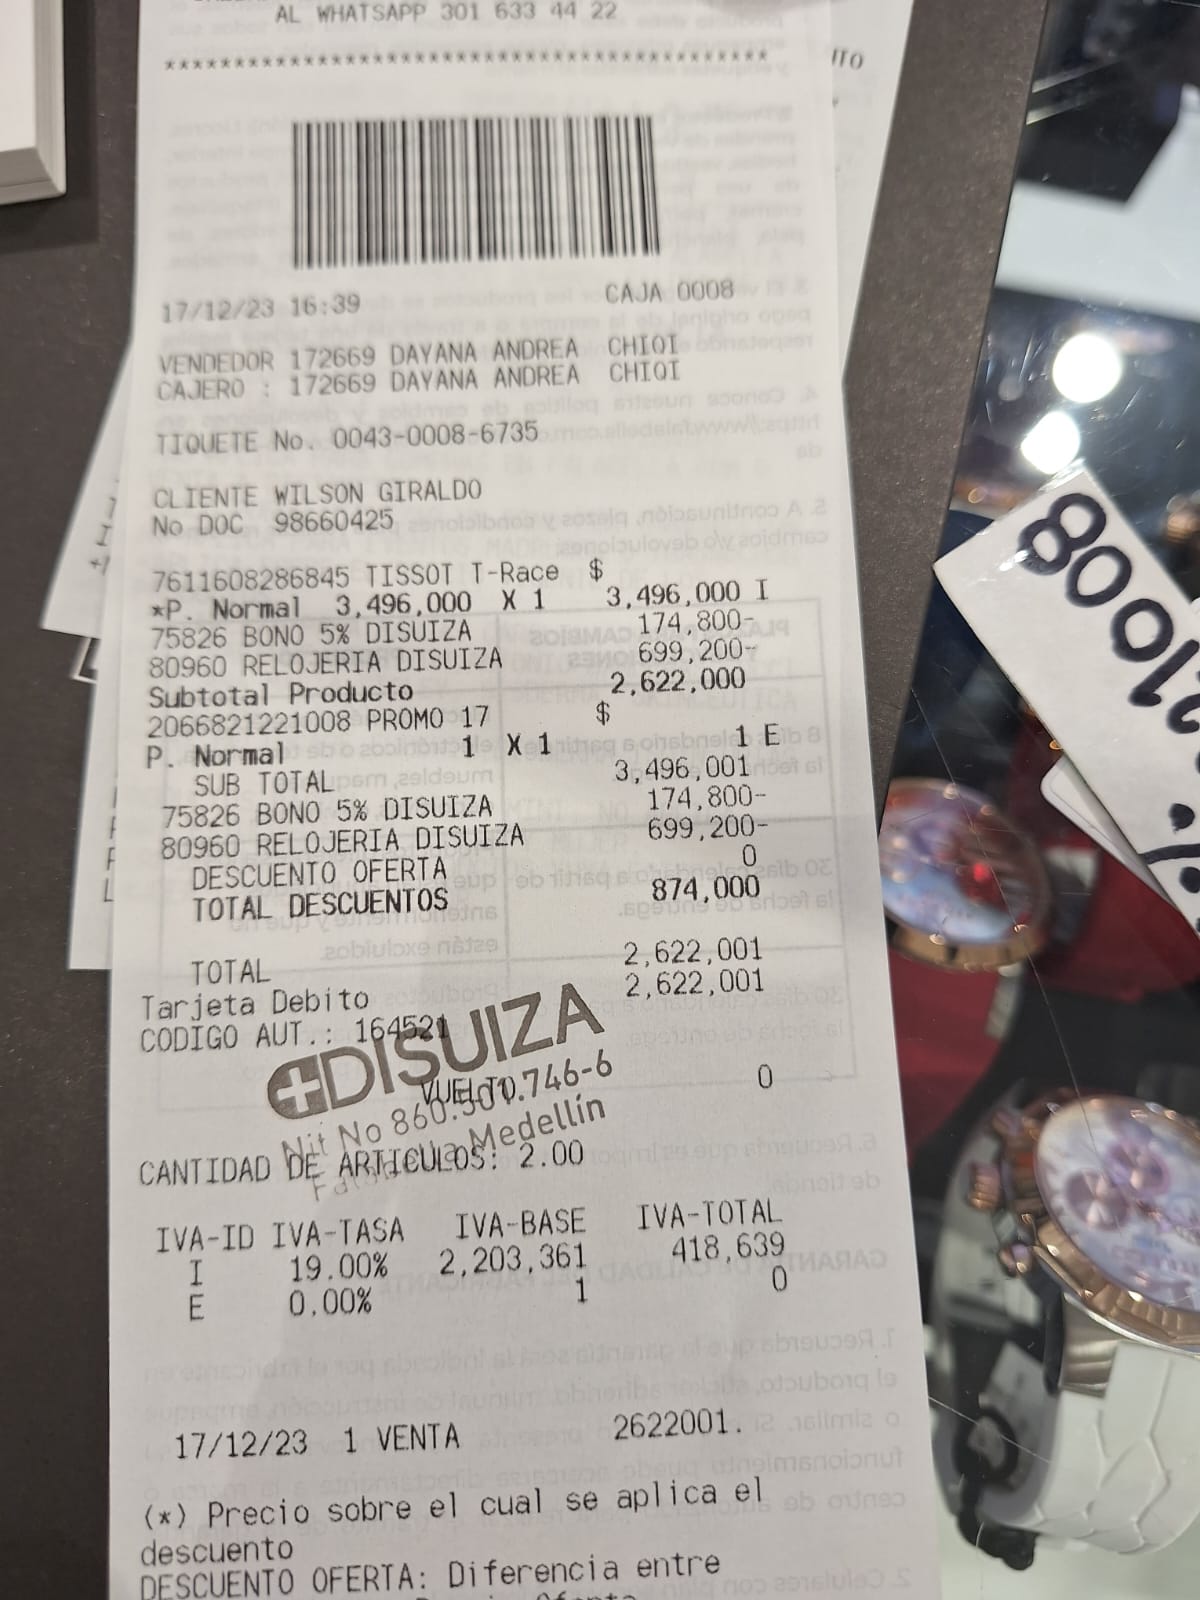 AL WHATSAPP 301 633 44 22
*******************************************
17/12/23 16:39 CAJA 0008
VENDEDOR 172669 DAYANA ANDREA CHIQI
CAJERO : 172669 DAYANA ANDREA CHIQI
TIQUETE No. 0043-0008-6735
CLIENTE WILSON GIRALDO
No DOC 98660425
7611608286845 TISSOT T-Race $
*P. Normal 3,496,000 X 1 3,496,000 I
75826 BONO 5% DISUIZA 174,800-
80960 RELOJERIA DISUIZA 699,200-
Subtotal Producto 2,622,000
2066821221008 PROMO 17 $
P. Normal 1 X 1 1 E
SUB TOTAL 3,496,001
75826 BONO 5% DISUIZA 174,800-
80960 RELOJERIA DISUIZA 699,200-
DESCUENTO OFERTA 0
TOTAL DESCUENTOS 874,000
TOTAL 2,622,001
Tarjeta Debito 2,622,001
CODIGO AUT.: 164521
DISUIZA
VUELTO 0
Nit No 860.501.746-6
Medellín
CANTIDAD DE ARTICULOS: 2.00
IVA-ID IVA-TASA IVA-BASE IVA-TOTAL
I 19.00% 2,203,361 418,639
E 0.00% 1 0
17/12/23 1 VENTA 2622001.
(*) Precio sobre el cual se aplica el
descuento
DESCUENTO OFERTA: Diferencia entre
21008